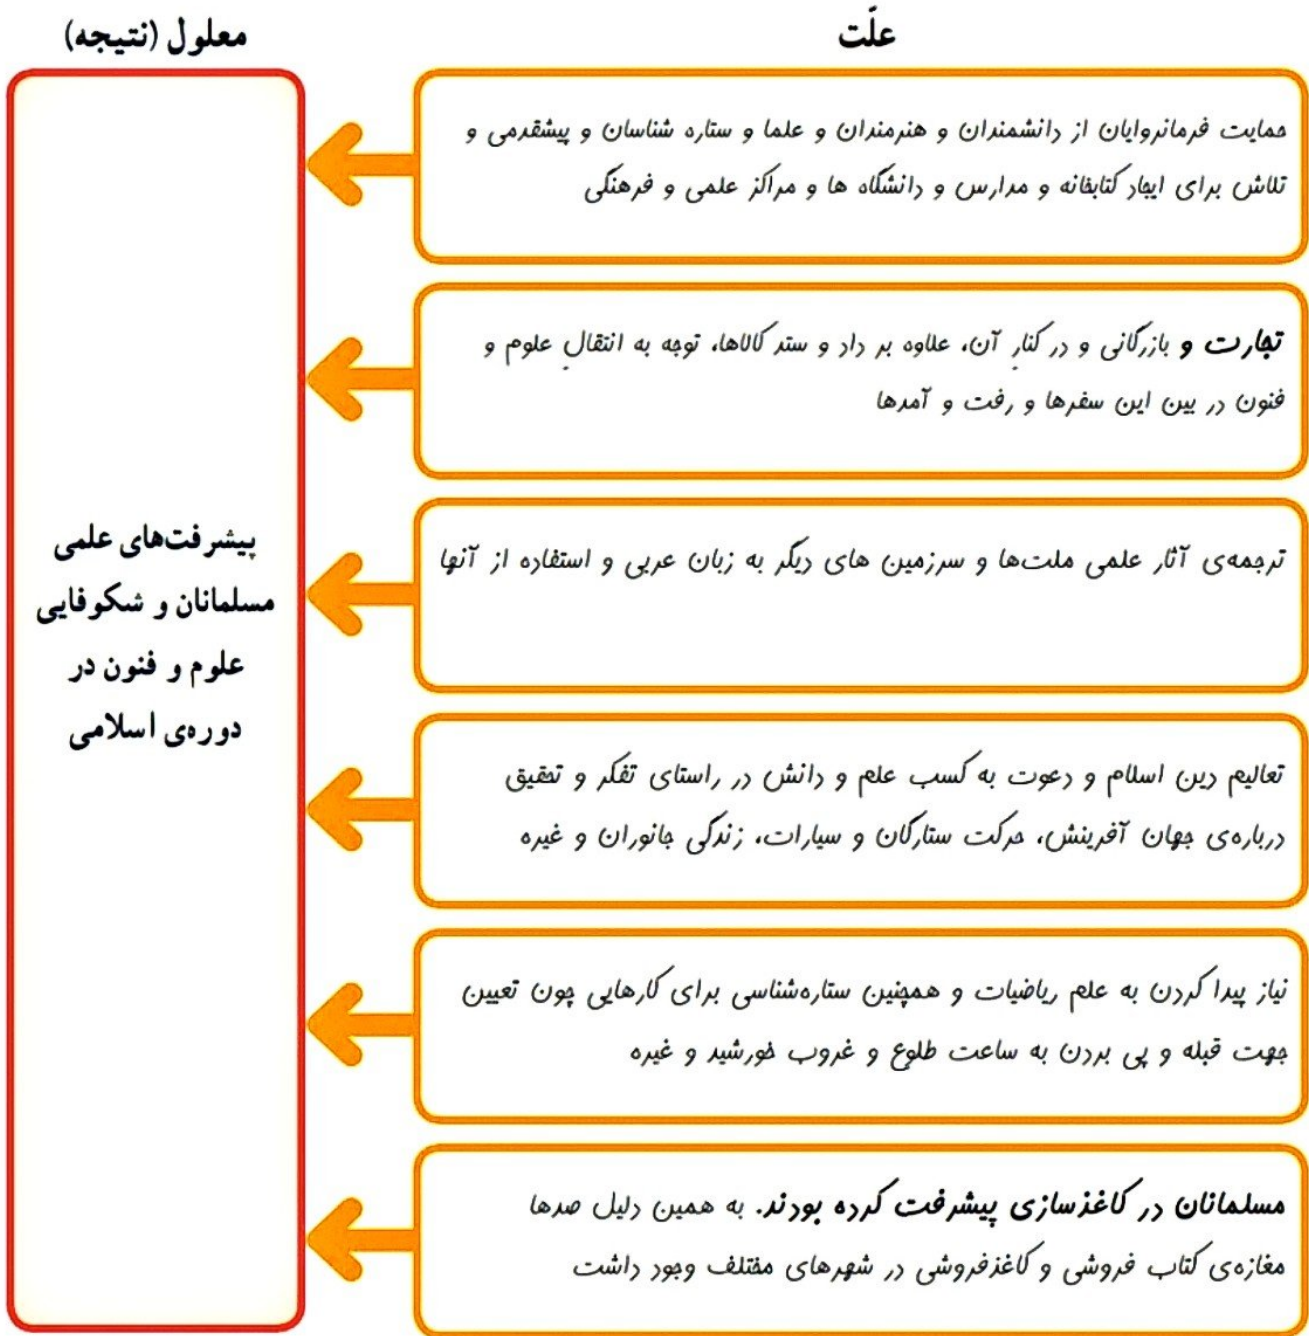 علّت
معلول (نتیجه)
حمایت فرمانروایان از دانشمندان و هنرمندان و علما و ستاره شناسان و پیشقدمی و
تلاش برای ایجاد کتابخانه و مدارس و دانشگاه ها و مراکز علمی و فرهنگی
تجارت و بازرگانی و در کنار آن، علاوه بر داد و ستد کالاها، توجه به انتقال علوم و
فنون در بین این سفرها و رفت و آمدها
ترجمه‌ی آثار علمی ملت‌ها و سرزمین های دیگر به زبان عربی و استفاده از آنها
تعالیم دین اسلام و دعوت به کسب علم و دانش در راستای تفکر و تحقیق
درباره‌ی جهان آفرینش، حرکت ستارگان و سیارات، زندگی جانوران و غیره
نیاز پیدا کردن به علم ریاضیات و همچنین ستاره‌شناسی برای کارهایی چون تعیین
جهت قبله و پی بردن به ساعت طلوع و غروب خورشید و غیره
مسلمانان در کاغذسازی پیشرفت کرده بودند. به همین دلیل صدها
مغازه‌ی کتاب فروشی و کاغذفروشی در شهرهای مختلف وجود داشت
پیشرفت‌های علمی
مسلمانان و شکوفایی
علوم و فنون در
دوره‌ی اسلامی